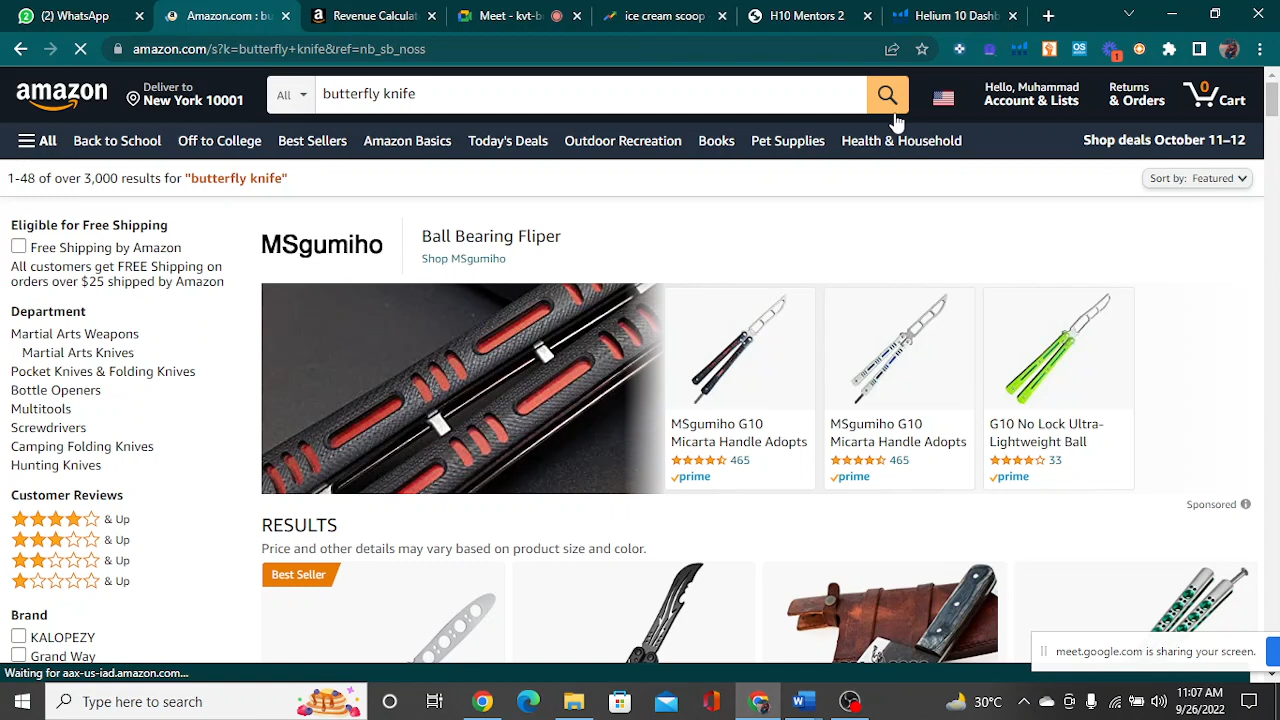 WhatsApp
Amazon.com : bu
Revenue Calculat
Meet - kvt-b
ice cream scoop
H10 Mentors 2
Helium 10 Dashb
amazon.com/s?k=butterfly+knife&ref=nb_sb_noss
1
amazon
Deliver to
New York 10001
All
butterfly knife
Hello, Muhammad
Account & Lists
Returns
& Orders
0
Cart
All
Back to School
Off to College
Best Sellers
Amazon Basics
Today's Deals
Outdoor Recreation
Books
Pet Supplies
Health & Household
Shop deals October 11–12
1-48 of over 3,000 results for "butterfly knife"
Sort by: Featured
Eligible for Free Shipping
Free Shipping by Amazon
All customers get FREE Shipping on
orders over $25 shipped by Amazon
Department
Martial Arts Weapons
Martial Arts Knives
Pocket Knives & Folding Knives
Bottle Openers
Multitools
Screwdrivers
Camping Folding Knives
Hunting Knives
Customer Reviews
& Up
& Up
& Up
& Up
Brand
KALOPEZY
Grand Way
MSgumiho
Ball Bearing Fliper
Shop MSgumiho
MSgumiho G10
Micarta Handle Adopts
465
prime
MSgumiho G10
Micarta Handle Adopts
465
prime
G10 No Lock Ultra-
Lightweight Ball
33
prime
Sponsored
RESULTS
Price and other details may vary based on product size and color.
Best Seller
meet.google.com is sharing your screen.
Waiting for aax-us-iad.amazon.com...
Type here to search
30°C
11:07 AM
9/26/2022